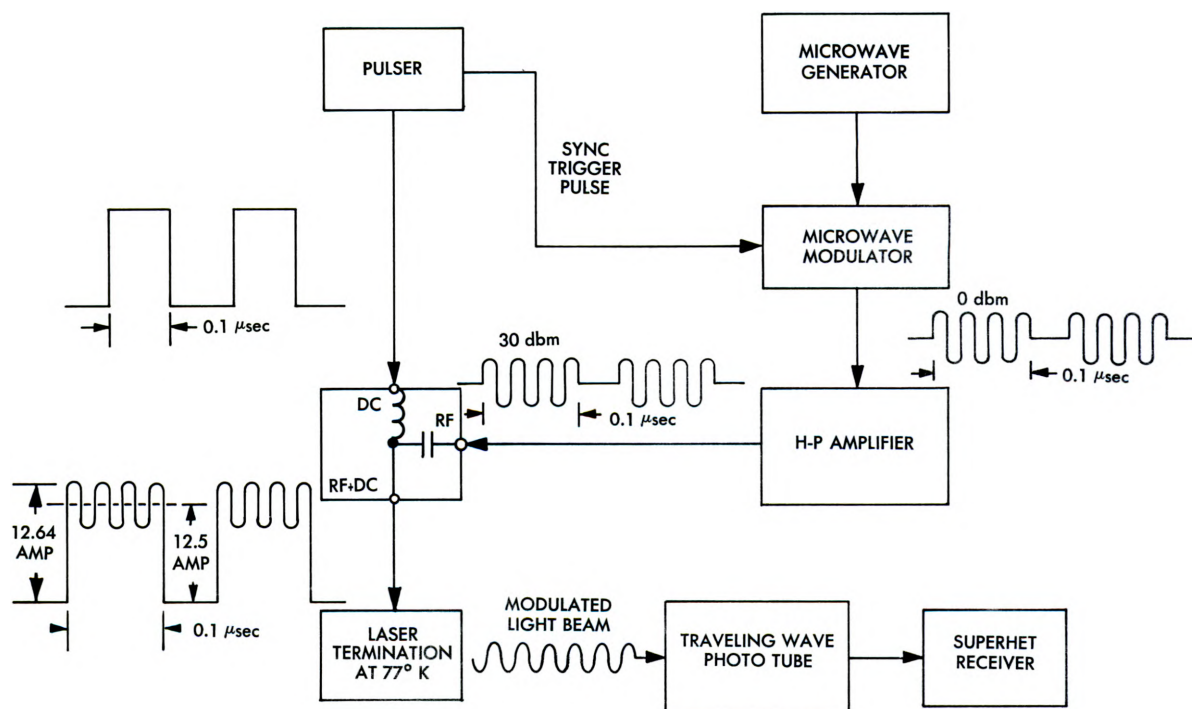 PULSER
MICROWAVE
GENERATOR
SYNC
TRIGGER
PULSE
MICROWAVE
MODULATOR
0.1 µsec
0 dbm
0.1 µsec
30 dbm
0.1 µsec
DC
RF
RF+DC
H-P AMPLIFIER
12.64
AMP
12.5
AMP
0.1 µsec
LASER
TERMINATION
AT 77° K
MODULATED
LIGHT BEAM
TRAVELING WAVE
PHOTO TUBE
SUPERHET
RECEIVER